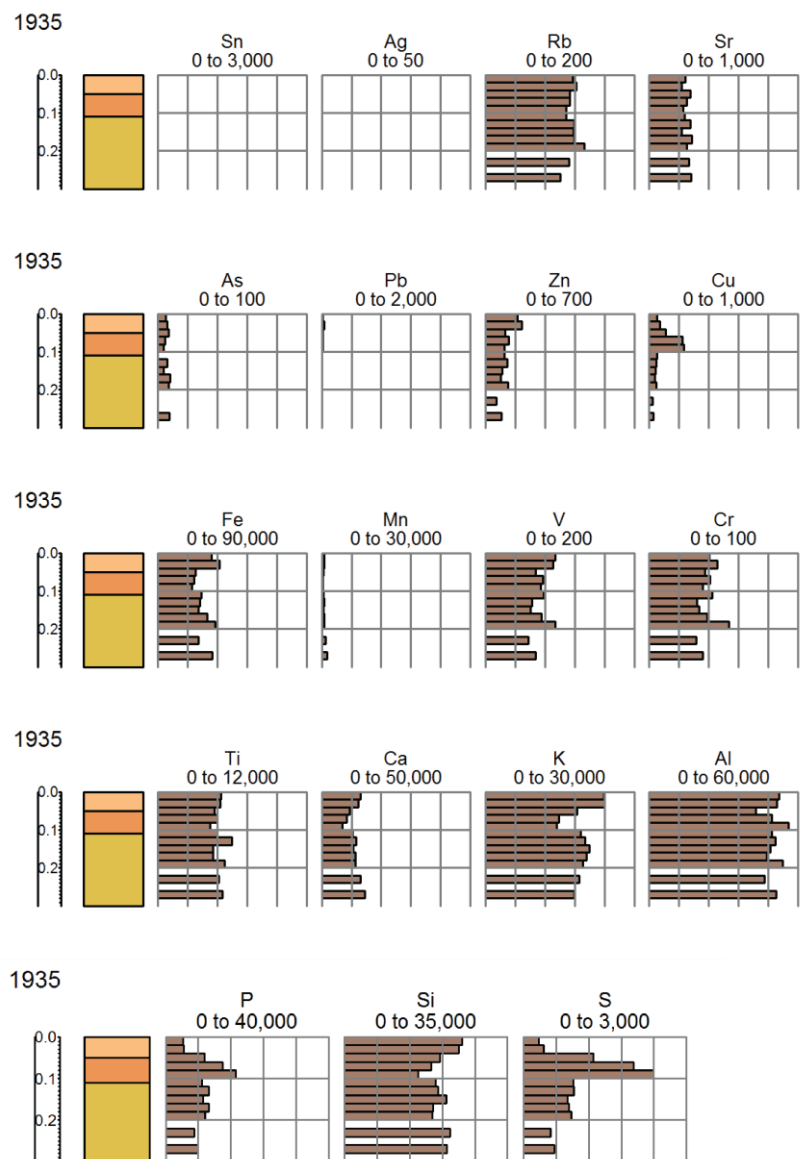 1935
Sn Ag Rb Sr
0 to 3,000 0 to 50 0 to 200 0 to 1,000
0.0
0.1
0.2
1935
As Pb Zn Cu
0 to 100 0 to 2,000 0 to 700 0 to 1,000
0.0
0.1
0.2
1935
Fe Mn V Cr
0 to 90,000 0 to 30,000 0 to 200 0 to 100
0.0
0.1
0.2
1935
Ti Ca K Al
0 to 12,000 0 to 50,000 0 to 30,000 0 to 60,000
0.0
0.1
0.2
1935
P Si S
0 to 40,000 0 to 35,000 0 to 3,000
0.0
0.1
0.2